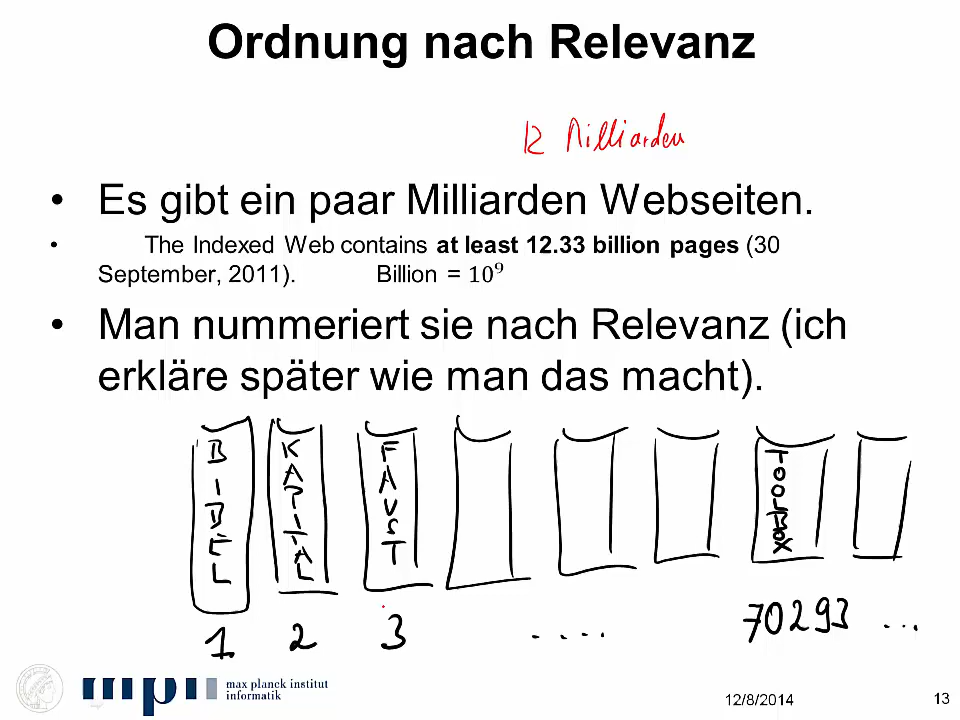 Ordnung nach Relevanz
12 Milliarden
• Es gibt ein paar Milliarden Webseiten.
• The Indexed Web contains at least 12.33 billion pages (30
September, 2011). Billion = 10⁹
• Man nummeriert sie nach Relevanz (ich
erkläre später wie man das macht).
BIBEL KAPITAL FAUST
1 2 3 .... 70293 ...
max planck institut
informatik
12/8/2014 13